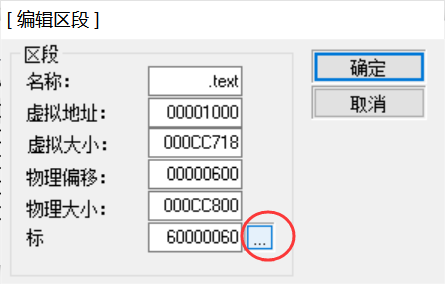 [ 编辑区段 ]
区段
名称: .text
虚拟地址: 00001000
虚拟大小: 000CC718
物理偏移: 00000600
物理大小: 000CC800
标 60000060 ...
确定
取消